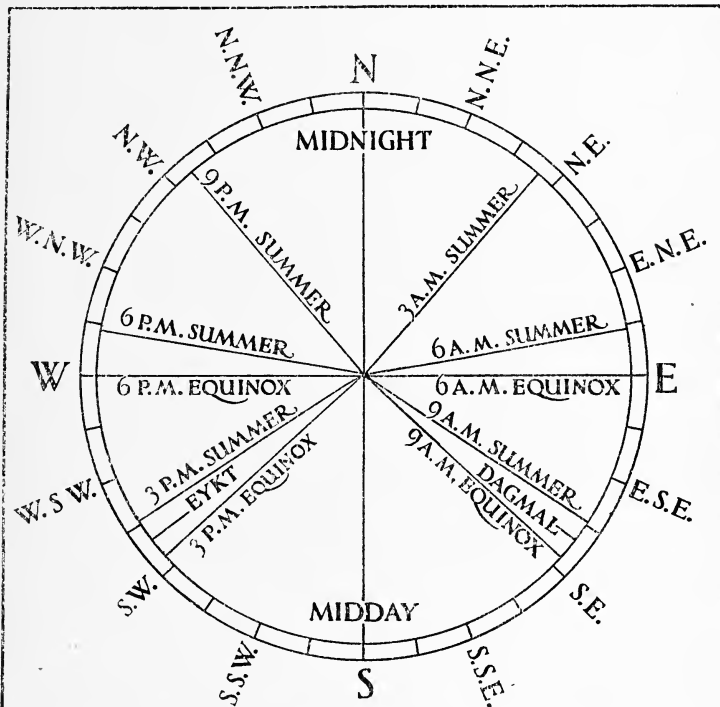 N
N.N.W.
N.N.E.
MIDNIGHT
N.W.
N.E.
9 P.M. SUMMER
3 A.M. SUMMER
W.N.W.
E.N.E.
6 P.M. SUMMER
6 A.M. SUMMER
W
6 P.M. EQUINOX
6 A.M. EQUINOX
E
3 P.M. SUMMER
9 A.M. SUMMER
EYKT
DAGMAL
3 P.M. EQUINOX
9 A.M. EQUINOX
W.S.W.
E.S.E.
S.W.
S.E.
MIDDAY
S.S.W.
S.S.E.
S